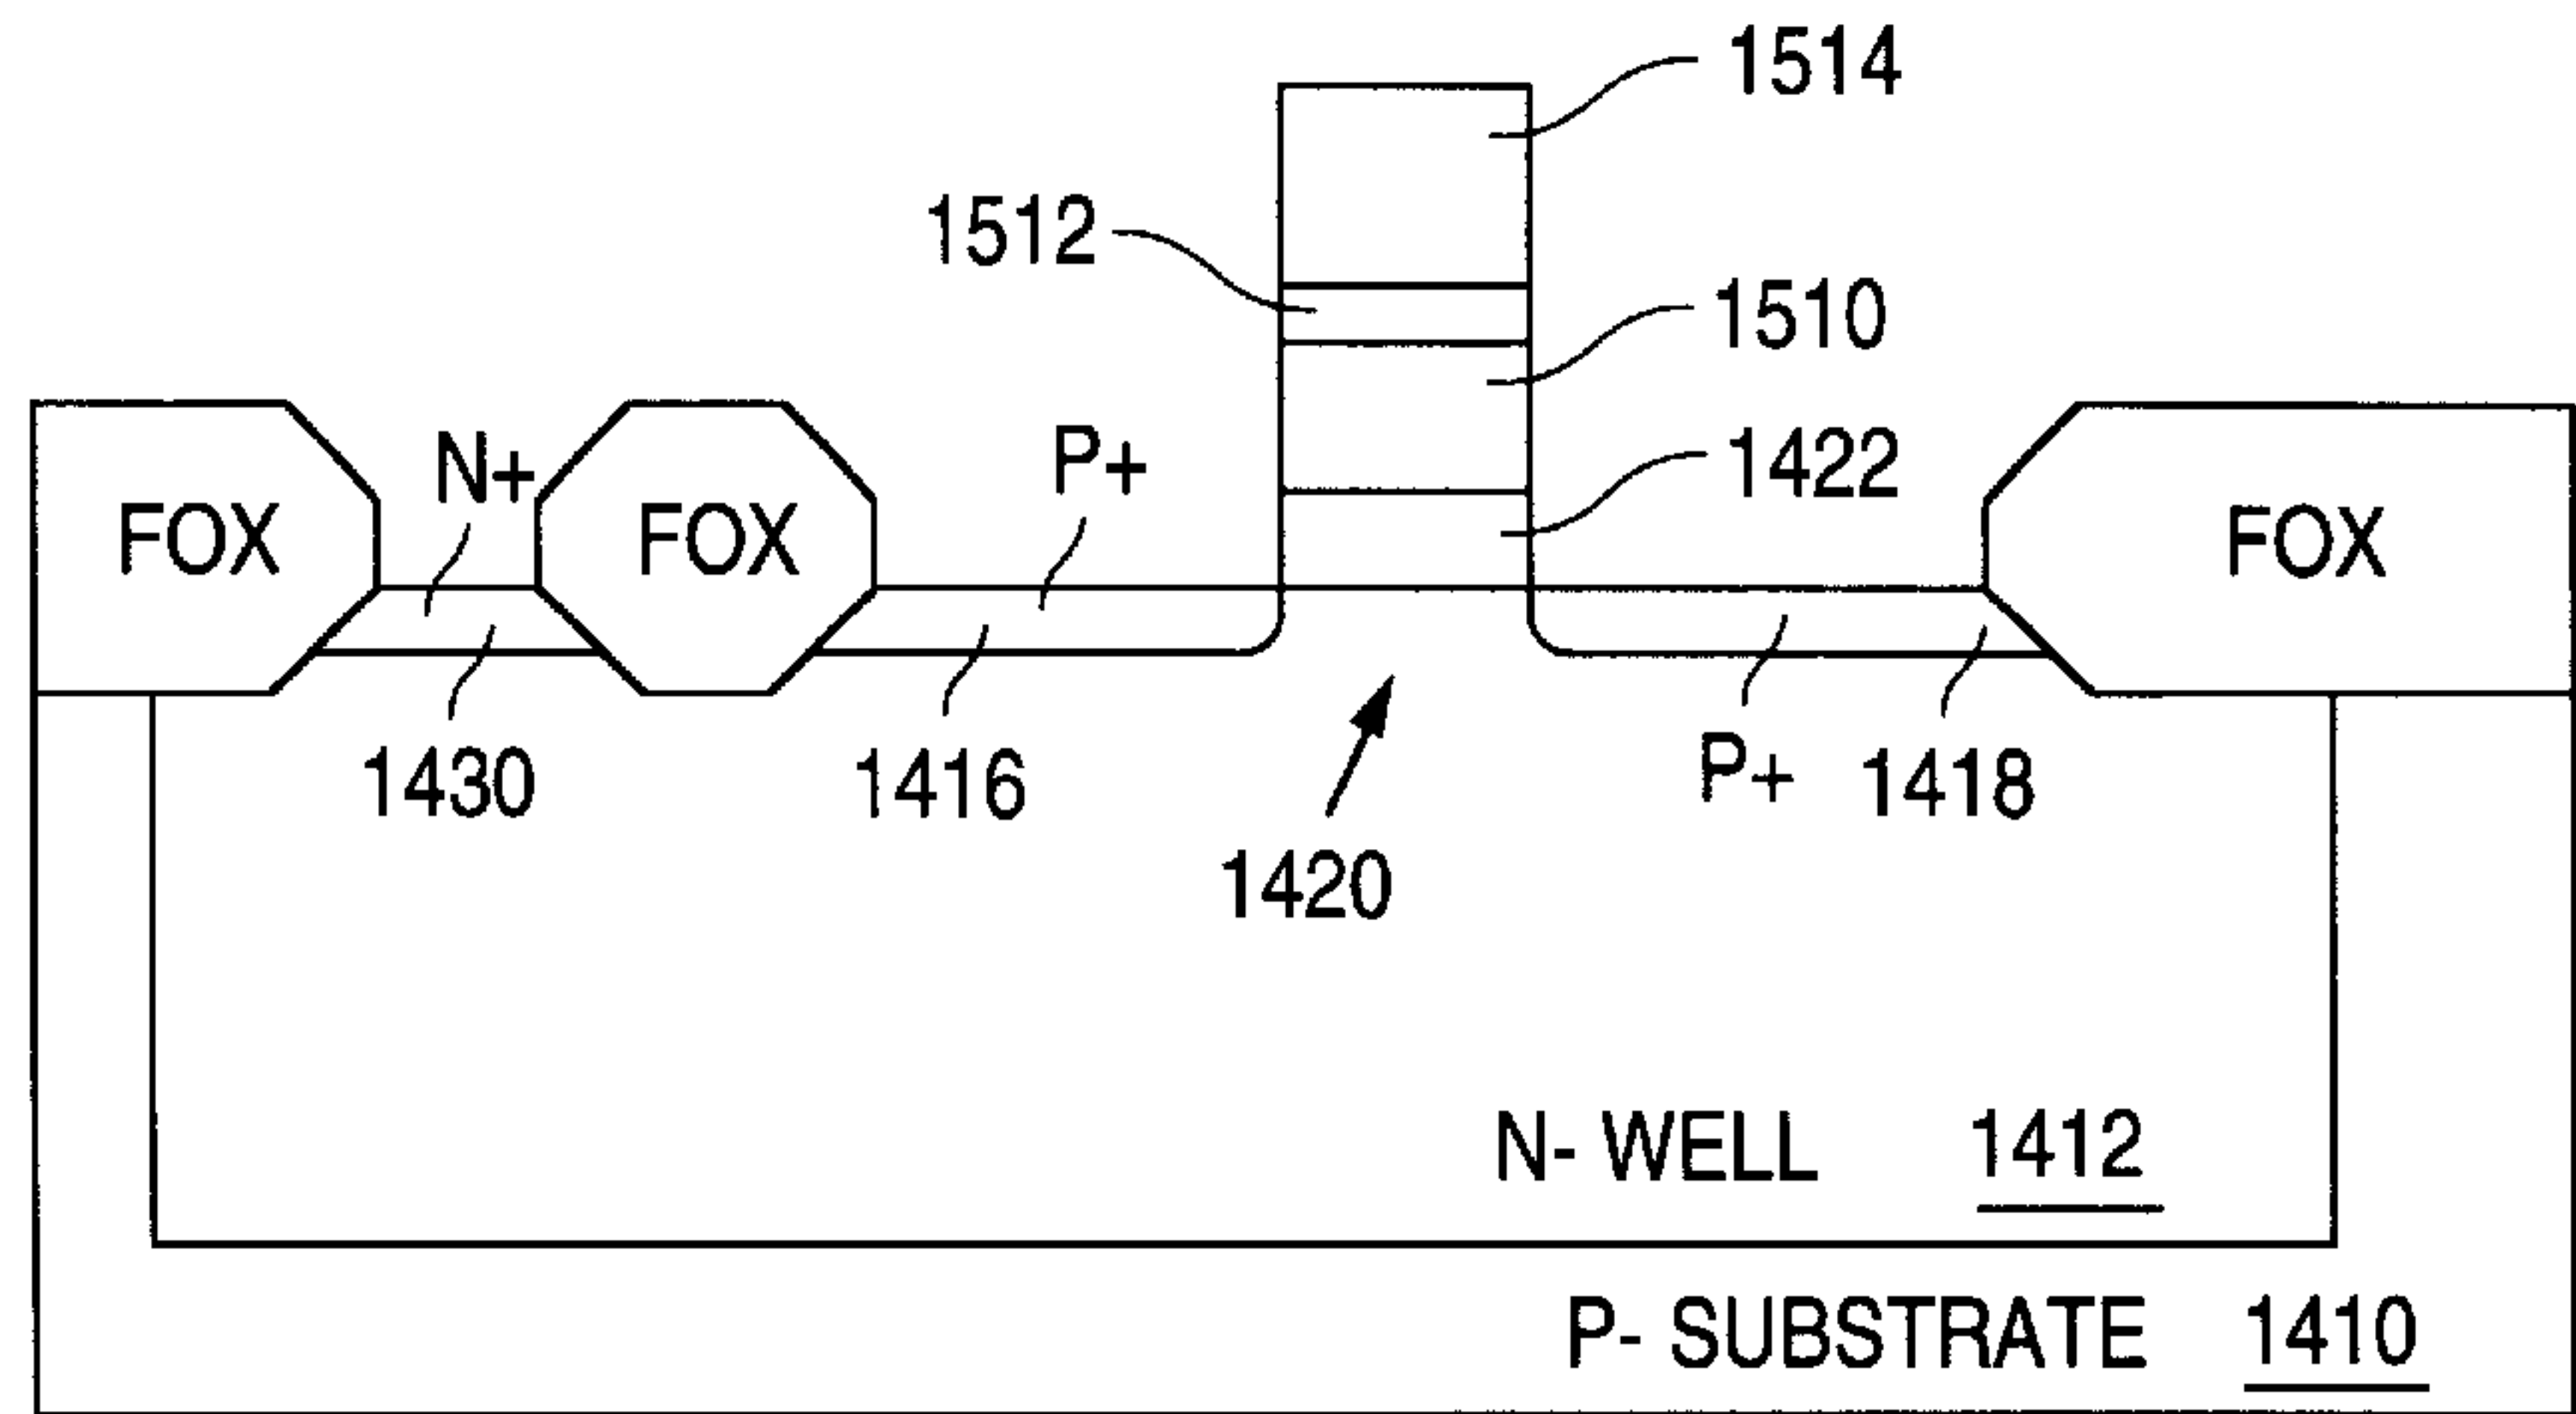 1514
1512
1510
N+
P+
1422
FOX
FOX
FOX
1430
1416
P+
1418
1420
N- WELL 1412
P- SUBSTRATE 1410